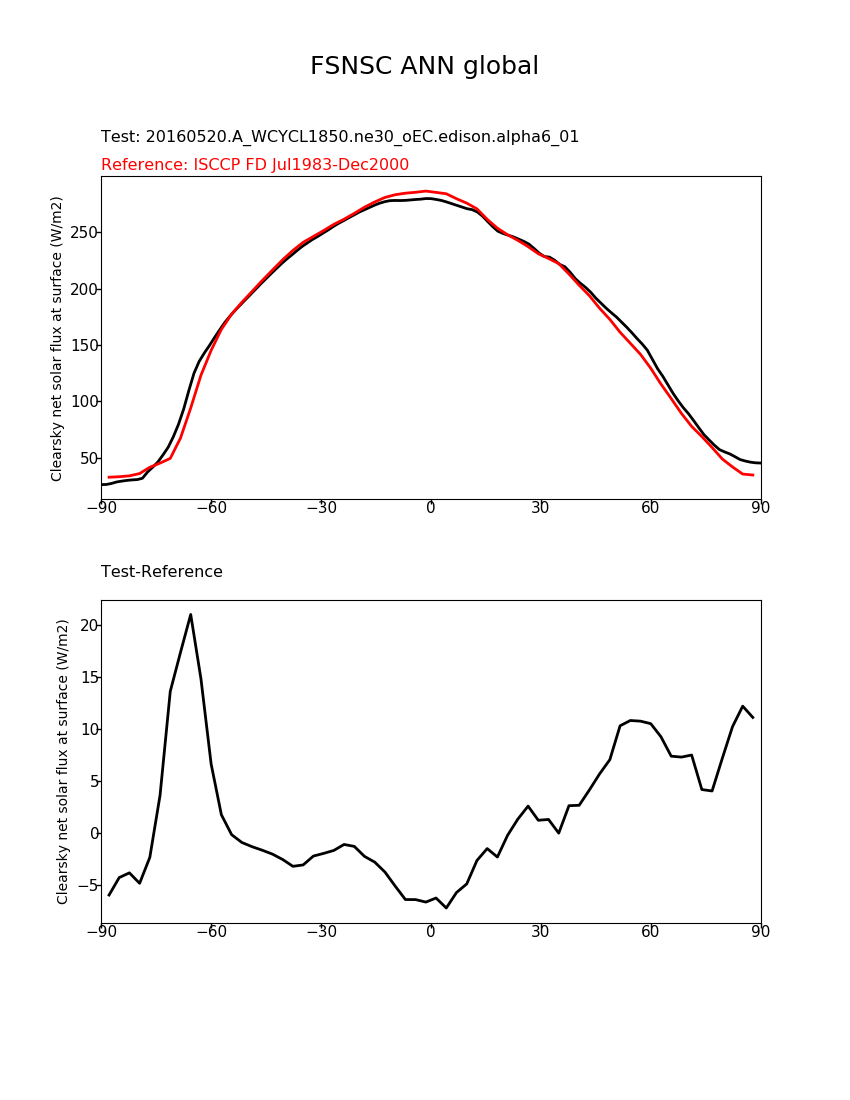 FSNSC ANN global
Test: 20160520.A_WCYCL1850.ne30_oEC.edison.alpha6_01
Reference: ISCCP FD Jul1983-Dec2000
Clearsky net solar flux at surface (W/m2)
250
200
150
100
50
−90 −60 −30 0 30 60 90
Test-Reference
Clearsky net solar flux at surface (W/m2)
20
15
10
5
0
−5
−90 −60 −30 0 30 60 90